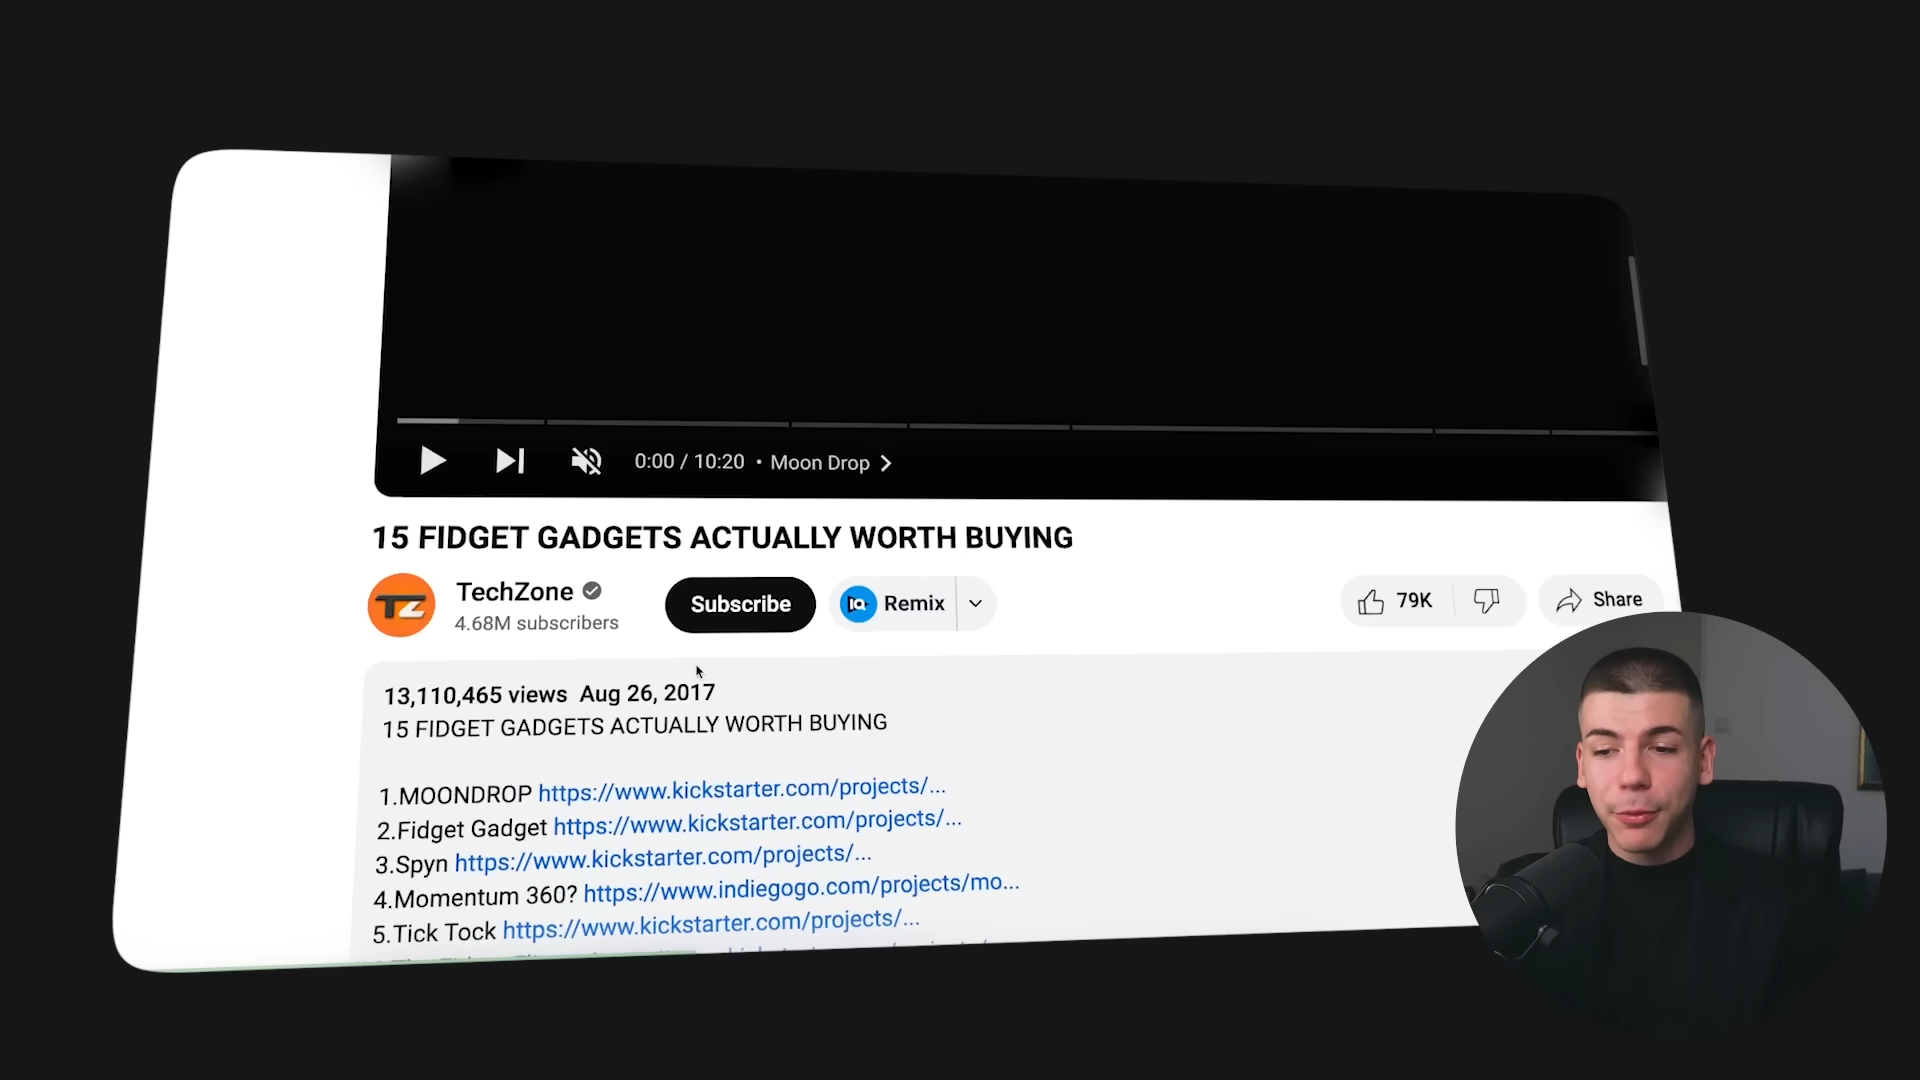 0:00 / 10:20 • Moon Drop
15 FIDGET GADGETS ACTUALLY WORTH BUYING
TZ
TechZone
4.68M subscribers
Subscribe
IQ
Remix
79K
Share
13,110,465 views Aug 26, 2017
15 FIDGET GADGETS ACTUALLY WORTH BUYING
1.MOONDROP https://www.kickstarter.com/projects/...
2.Fidget Gadget https://www.kickstarter.com/projects/...
3.Spyn https://www.kickstarter.com/projects/...
4.Momentum 360? https://www.indiegogo.com/projects/mo...
5.Tick Tock https://www.kickstarter.com/projects/...